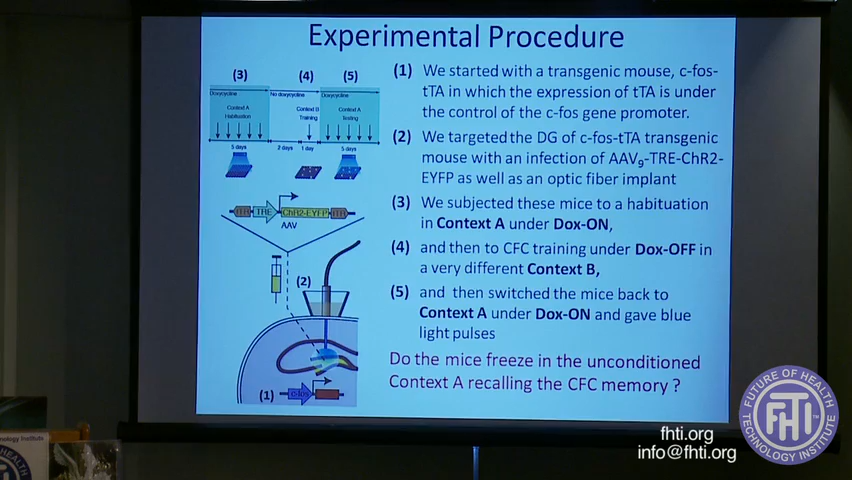 Experimental Procedure
(3)
(4)
(5)
Doxycycline
No doxycycline
Doxycycline
Context A
Habituation
Context B
Training
Context A
Testing
5 days
2 days
1 day
5 days
ITR
TRE
ChR2-EYFP
ITR
AAV
(2)
(1)
c-fos
(1) We started with a transgenic mouse, c-fos-
tTA in which the expression of tTA is under
the control of the c-fos gene promoter.
(2) We targeted the DG of c-fos-tTA transgenic
mouse with an infection of AAV₉-TRE-ChR2-
EYFP as well as an optic fiber implant
(3) We subjected these mice to a habituation
in Context A under Dox-ON,
(4) and then to CFC training under Dox-OFF in
a very different Context B,
(5) and then switched the mice back to
Context A under Dox-ON and gave blue
light pulses
Do the mice freeze in the unconditioned
Context A recalling the CFC memory ?
FUTURE OF HEALTH
TECHNOLOGY INSTITUTE
FHTI
TM
fhti.org
info@fhti.org
nology Institute